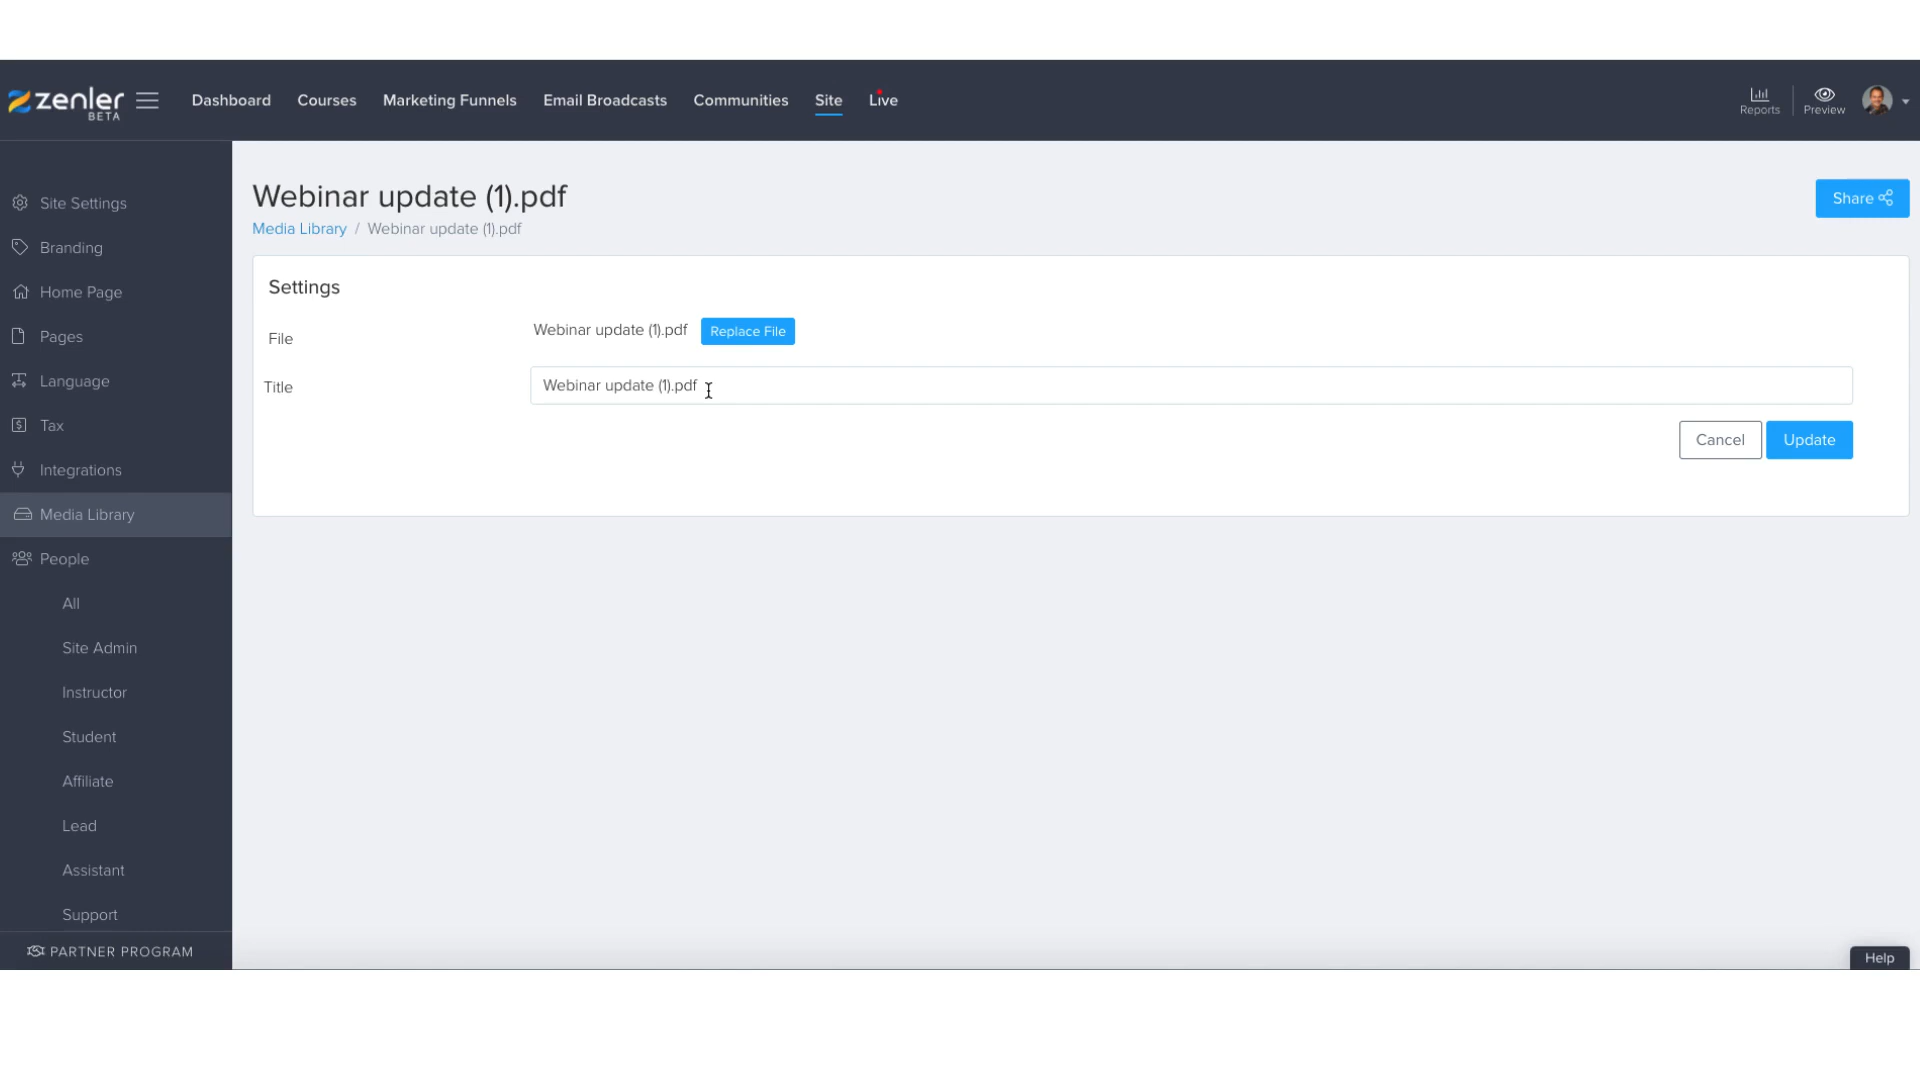 zenler
BETA
Dashboard
Courses
Marketing Funnels
Email Broadcasts
Communities
Site
Live
Reports
Preview
Site Settings
Branding
Home Page
Pages
Language
Tax
Integrations
Media Library
People
All
Site Admin
Instructor
Student
Affiliate
Lead
Assistant
Support
PARTNER PROGRAM
Webinar update (1).pdf
Share
Media Library / Webinar update (1).pdf
Settings
File
Webinar update (1).pdf
Replace File
Title
Webinar update (1).pdf
Cancel
Update
Help